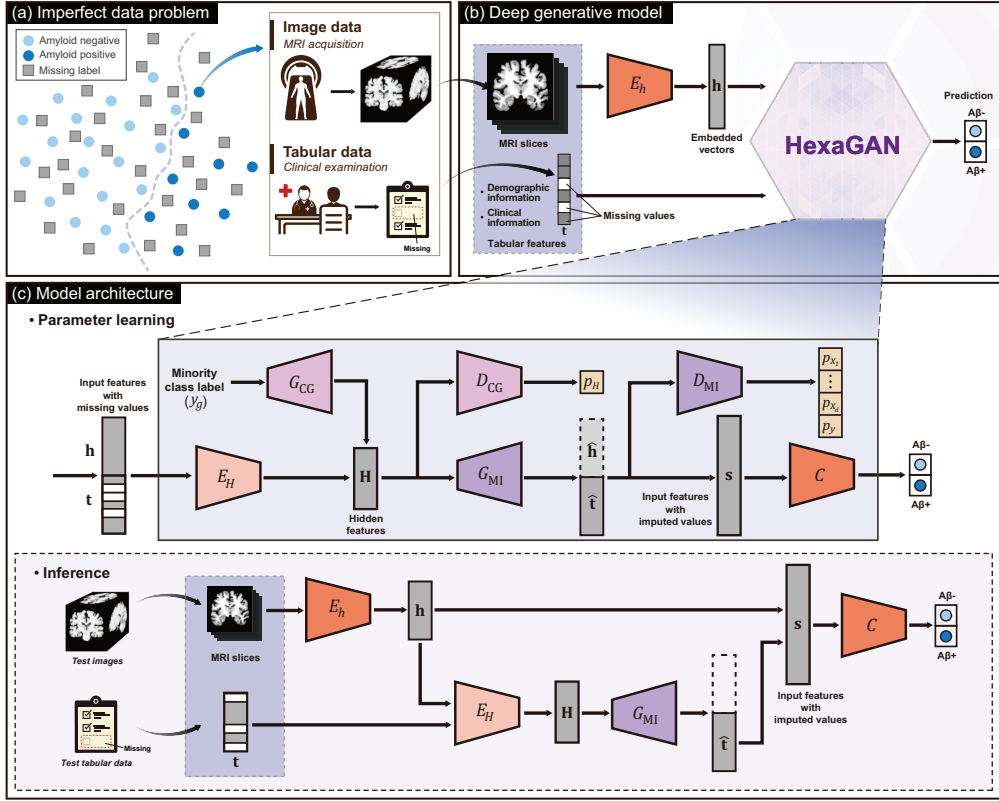 (a) Imperfect data problem
Amyloid negative
Amyloid positive
Missing label
Image data
MRI acquisition
Tabular data
Clinical examination
Missing
(b) Deep generative model
MRI slices
E_h
h
Embedded
vectors
HexaGAN
Prediction
Aβ-
Aβ+
• Demographic
information
• Clinical
information
t
Missing values
Tabular features
(c) Model architecture
• Parameter learning
Input features
with
missing values
h
t
Minority
class label
(y_g)
G_CG
E_H
H
Hidden
features
D_CG
p_H
G_MI
ĥ
t̂
D_MI
p_{x_1}
⋮
p_{x_d}
p_y
Input features
with
imputed values
s
C
Aβ-
Aβ+
• Inference
Test images
MRI slices
E_h
h
Missing
Test tabular data
t
E_H
H
G_MI
t̂
s
Input features
with
imputed values
C
Aβ-
Aβ+